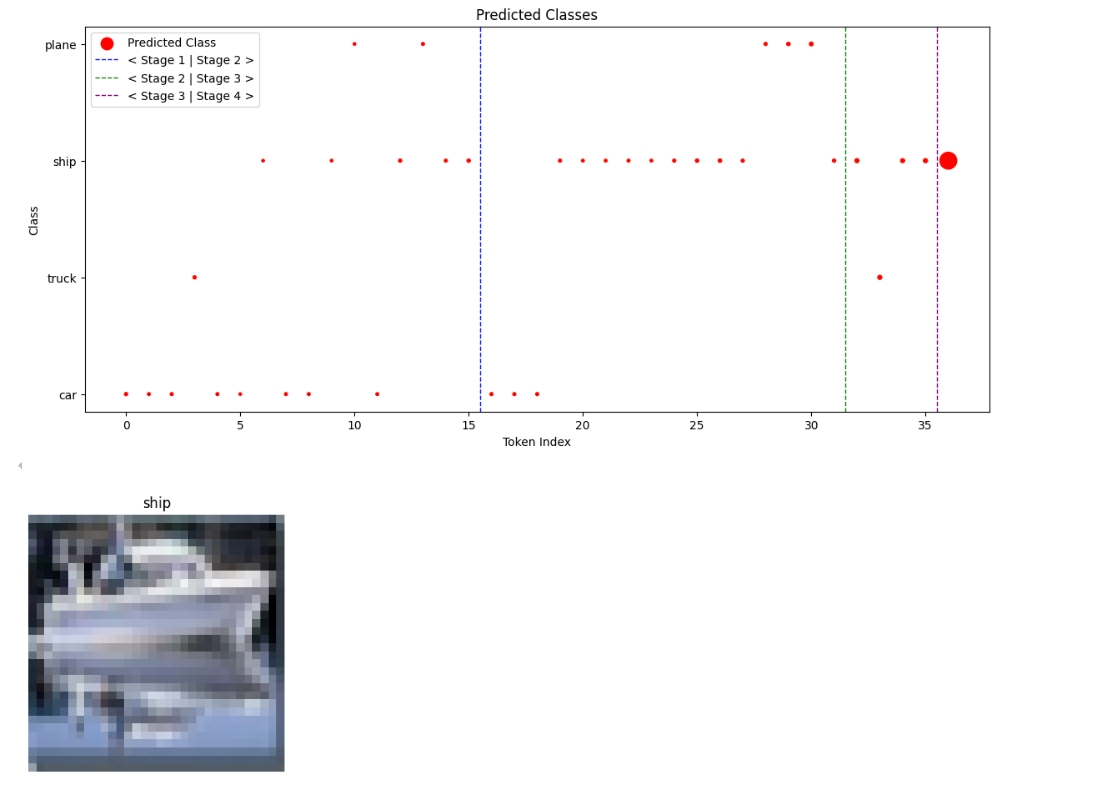 Predicted Classes
plane
ship
truck
car
Class
Predicted Class
< Stage 1 | Stage 2 >
< Stage 2 | Stage 3 >
< Stage 3 | Stage 4 >
0 5 10 15 20 25 30 35
Token Index
ship